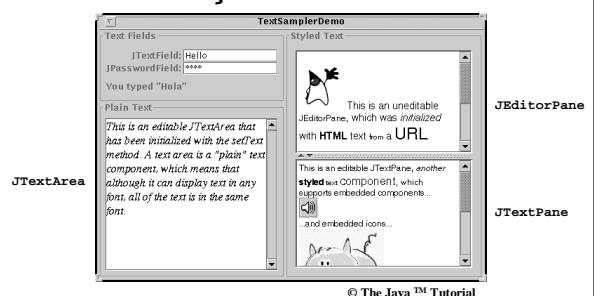 TextSamplerDemo
Text Fields
JTextField: Hello
JPasswordField: ****
You typed "Hola"
Plain Text
This is an editable JTextArea that
has been initialized with the setText
method. A text area is a "plain" text
component, which means that
although it can display text in any
font, all of the text is in the same
font.
JTextArea
Styled Text
This is an uneditable
JEditorPane, which was initialized
with HTML text from a URL.
JEditorPane
This is an editable JTextPane, another
styled text component, which
supports embedded components...
...and embedded icons...
JTextPane
© The Java TM Tutorial